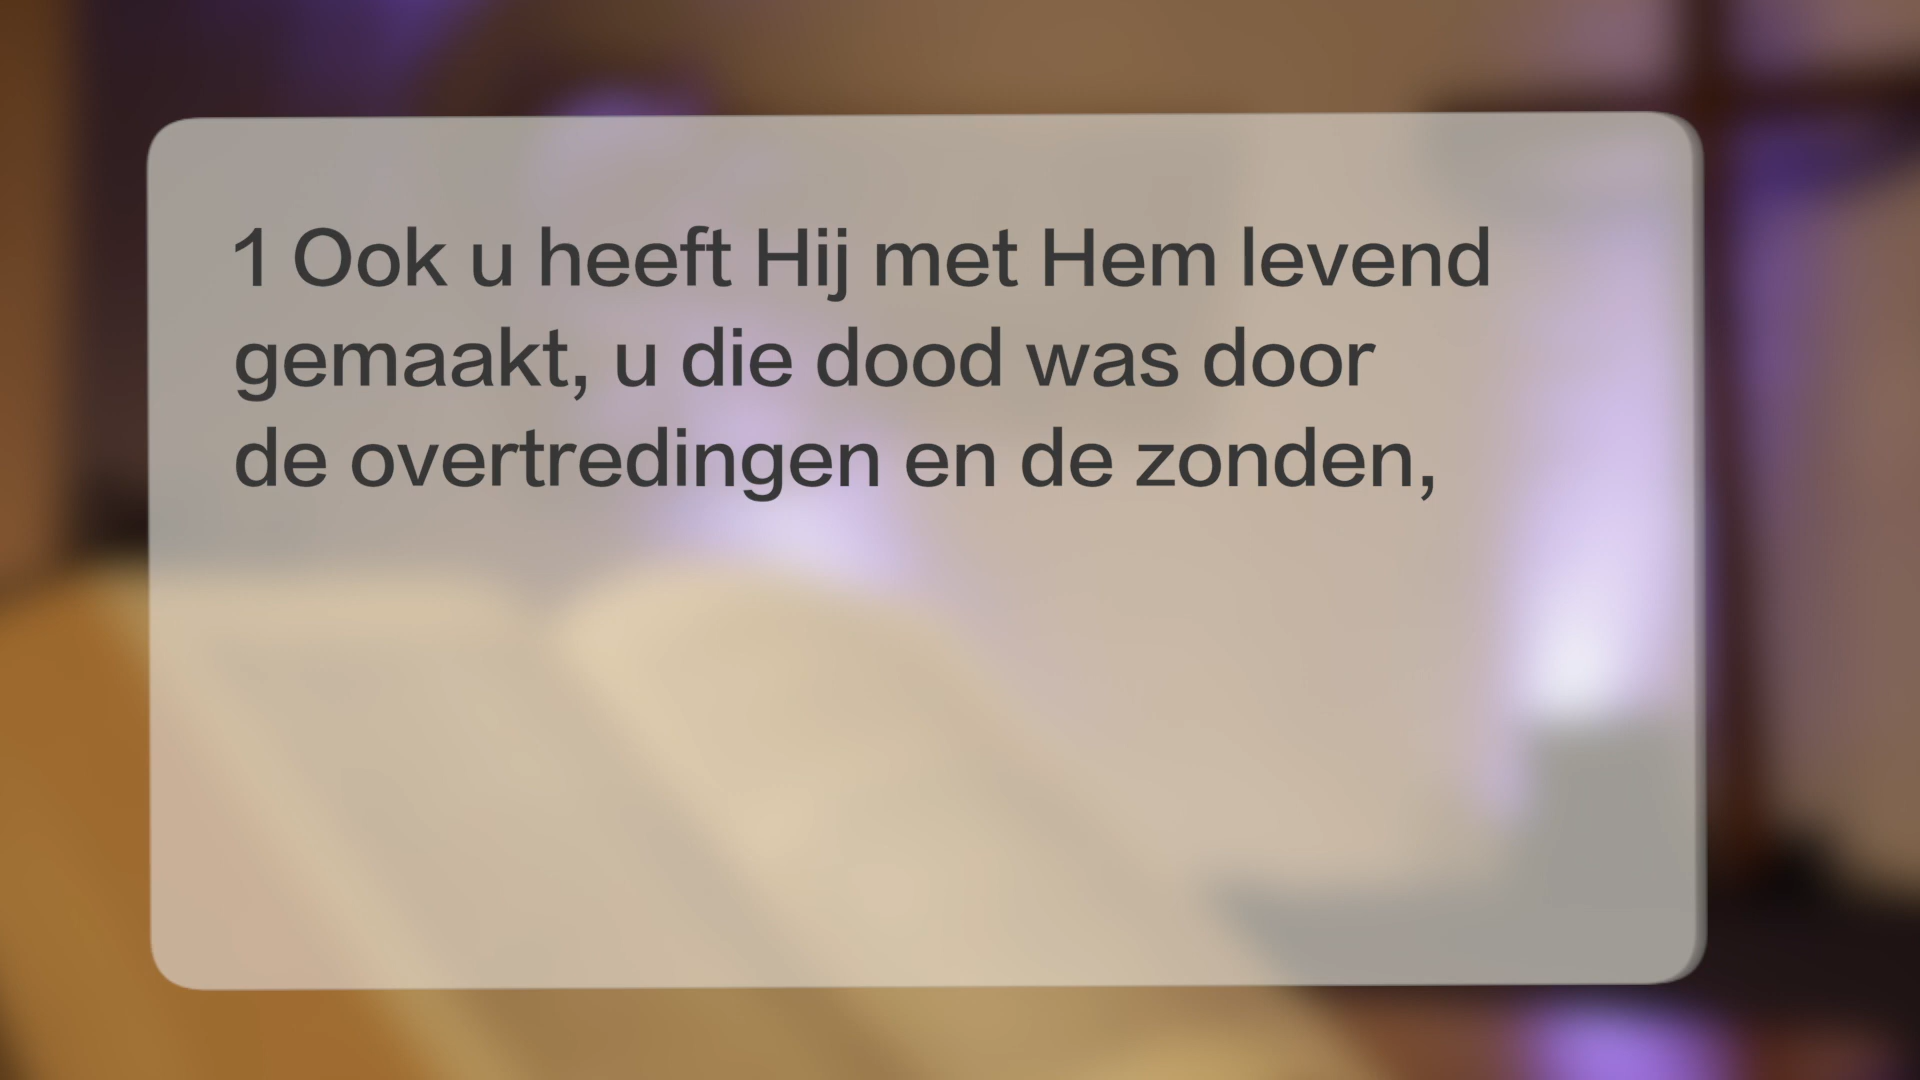 1 Ook u heeft Hij met Hem levend
gemaakt, u die dood was door
de overtredingen en de zonden,